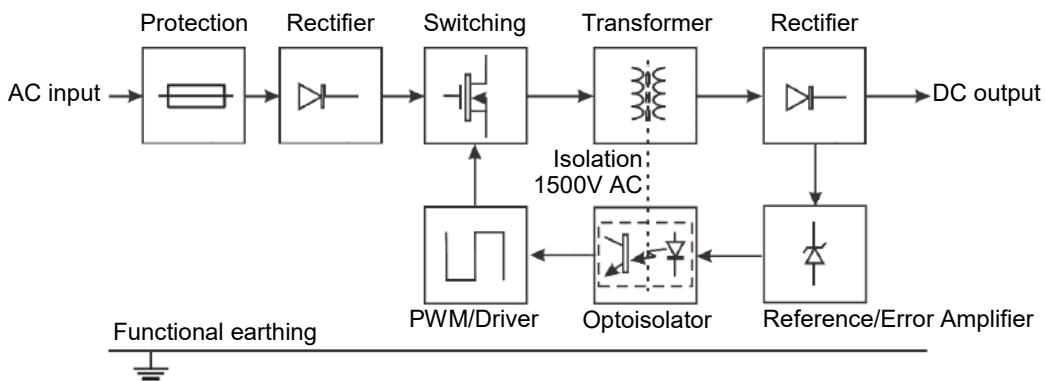 Protection
Rectifier
Switching
Transformer
Rectifier
AC input
DC output
Isolation
1500V AC
PWM/Driver
Optoisolator
Reference/Error Amplifier
Functional earthing